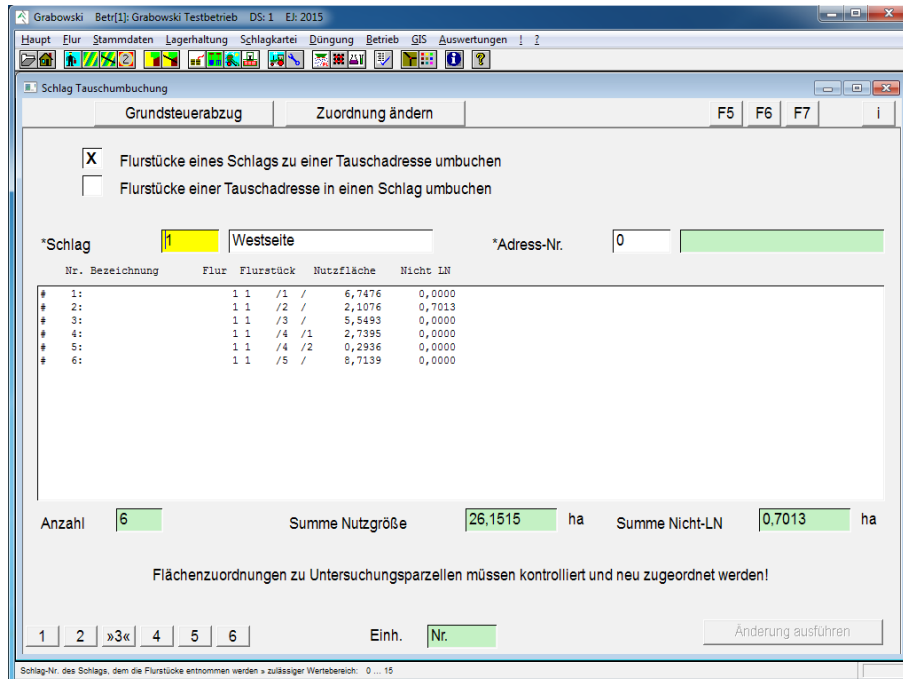 Grabowski Betr[1]: Grabowski Testbetrieb DS: 1 EJ: 2015
Haupt Flur Stammdaten Lagerhaltung Schlagkartei Düngung Betrieb GIS Auswertungen ! ?
Schlag Tauschumbuchung
Grundsteuerabzug Zuordnung ändern F5 F6 F7 i
X Flurstücke eines Schlags zu einer Tauschadresse umbuchen
Flurstücke einer Tauschadresse in einen Schlag umbuchen
*Schlag 1 Westseite *Adress-Nr. 0
Nr. Bezeichnung Flur Flurstück Nutzfläche Nicht LN
# 1: 1 1 /1 / 6,7476 0,0000
# 2: 1 1 /2 / 2,1076 0,7013
# 3: 1 1 /3 / 5,5493 0,0000
# 4: 1 1 /4 /1 2,7395 0,0000
# 5: 1 1 /4 /2 0,2936 0,0000
# 6: 1 1 /5 / 8,7139 0,0000
Anzahl 6 Summe Nutzgröße 26,1515 ha Summe Nicht-LN 0,7013 ha
Flächenzuordnungen zu Untersuchungsparzellen müssen kontrolliert und neu zugeordnet werden!
1 2 »3« 4 5 6 Einh. Nr. Änderung ausführen
Schlag-Nr. des Schlags, dem die Flurstücke entnommen werden » zulässiger Wertebereich: 0 ... 15